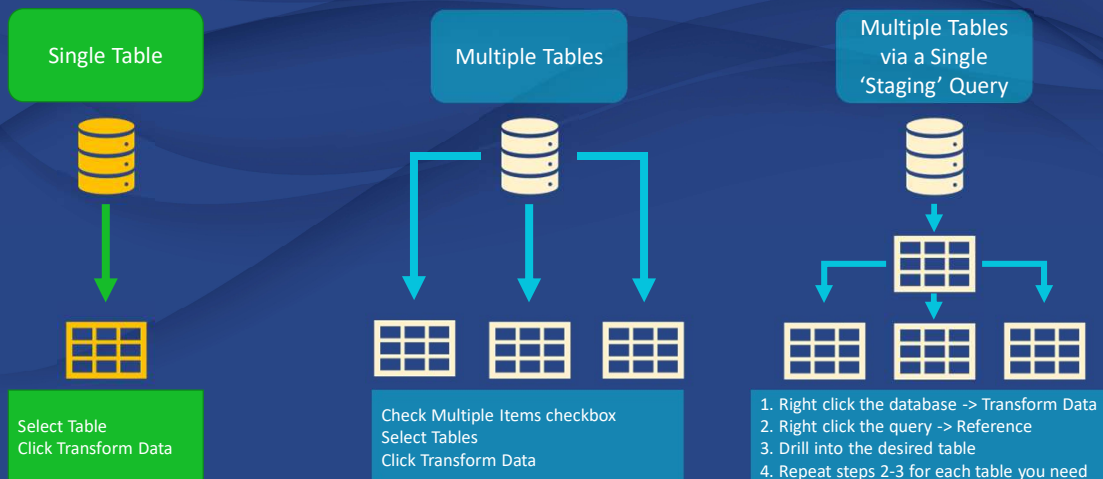 Single Table
Multiple Tables
Multiple Tables
via a Single
‘Staging’ Query
Select Table
Click Transform Data
Check Multiple Items checkbox
Select Tables
Click Transform Data
1. Right click the database -> Transform Data
2. Right click the query -> Reference
3. Drill into the desired table
4. Repeat steps 2-3 for each table you need